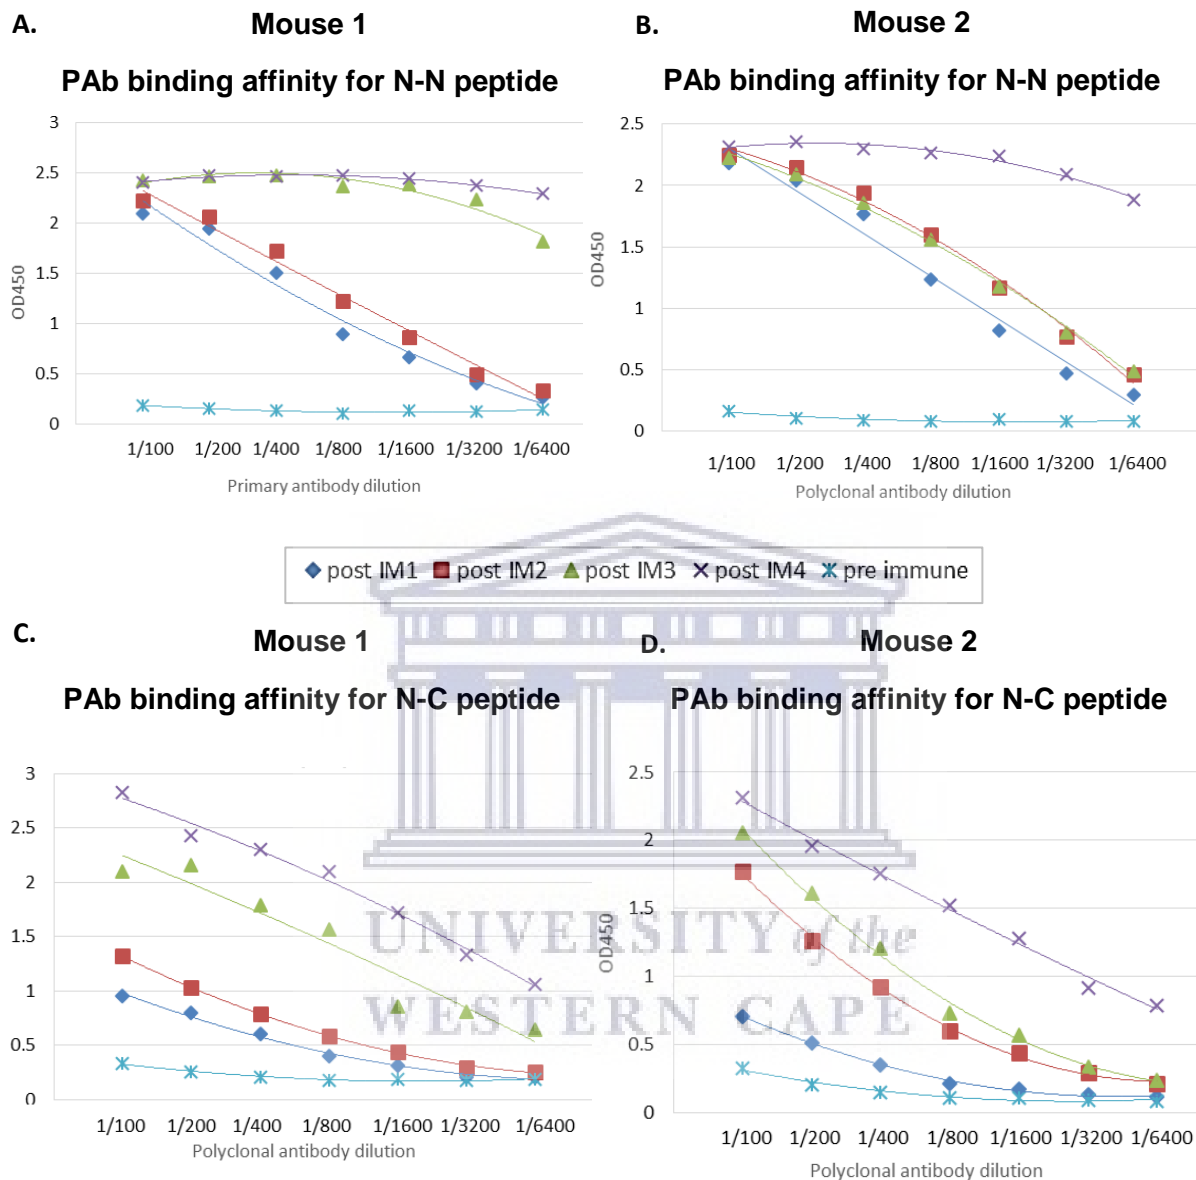 A.
Mouse 1
PAb binding affinity for N-N peptide
3
2.5
2
1.5
1
0.5
0
OD450
1/100 1/200 1/400 1/800 1/1600 1/3200 1/6400
Primary antibody dilution
B.
Mouse 2
PAb binding affinity for N-N peptide
2.5
2
1.5
1
0.5
0
OD450
1/100 1/200 1/400 1/800 1/1600 1/3200 1/6400
Polyclonal antibody dilution
post IM1 post IM2 post IM3 post IM4 pre immune
C.
Mouse 1
PAb binding affinity for N-C peptide
3
2.5
2
1.5
1
0.5
0
1/100 1/200 1/400 1/800 1/1600 1/3200 1/6400
Polyclonal antibody dilution
D.
Mouse 2
PAb binding affinity for N-C peptide
2.5
2
1.5
1
0.5
0
OD450
1/100 1/200 1/400 1/800 1/1600 1/3200 1/6400
Polyclonal antibody dilution
UNIVERSITY of the
WESTERN CAPE